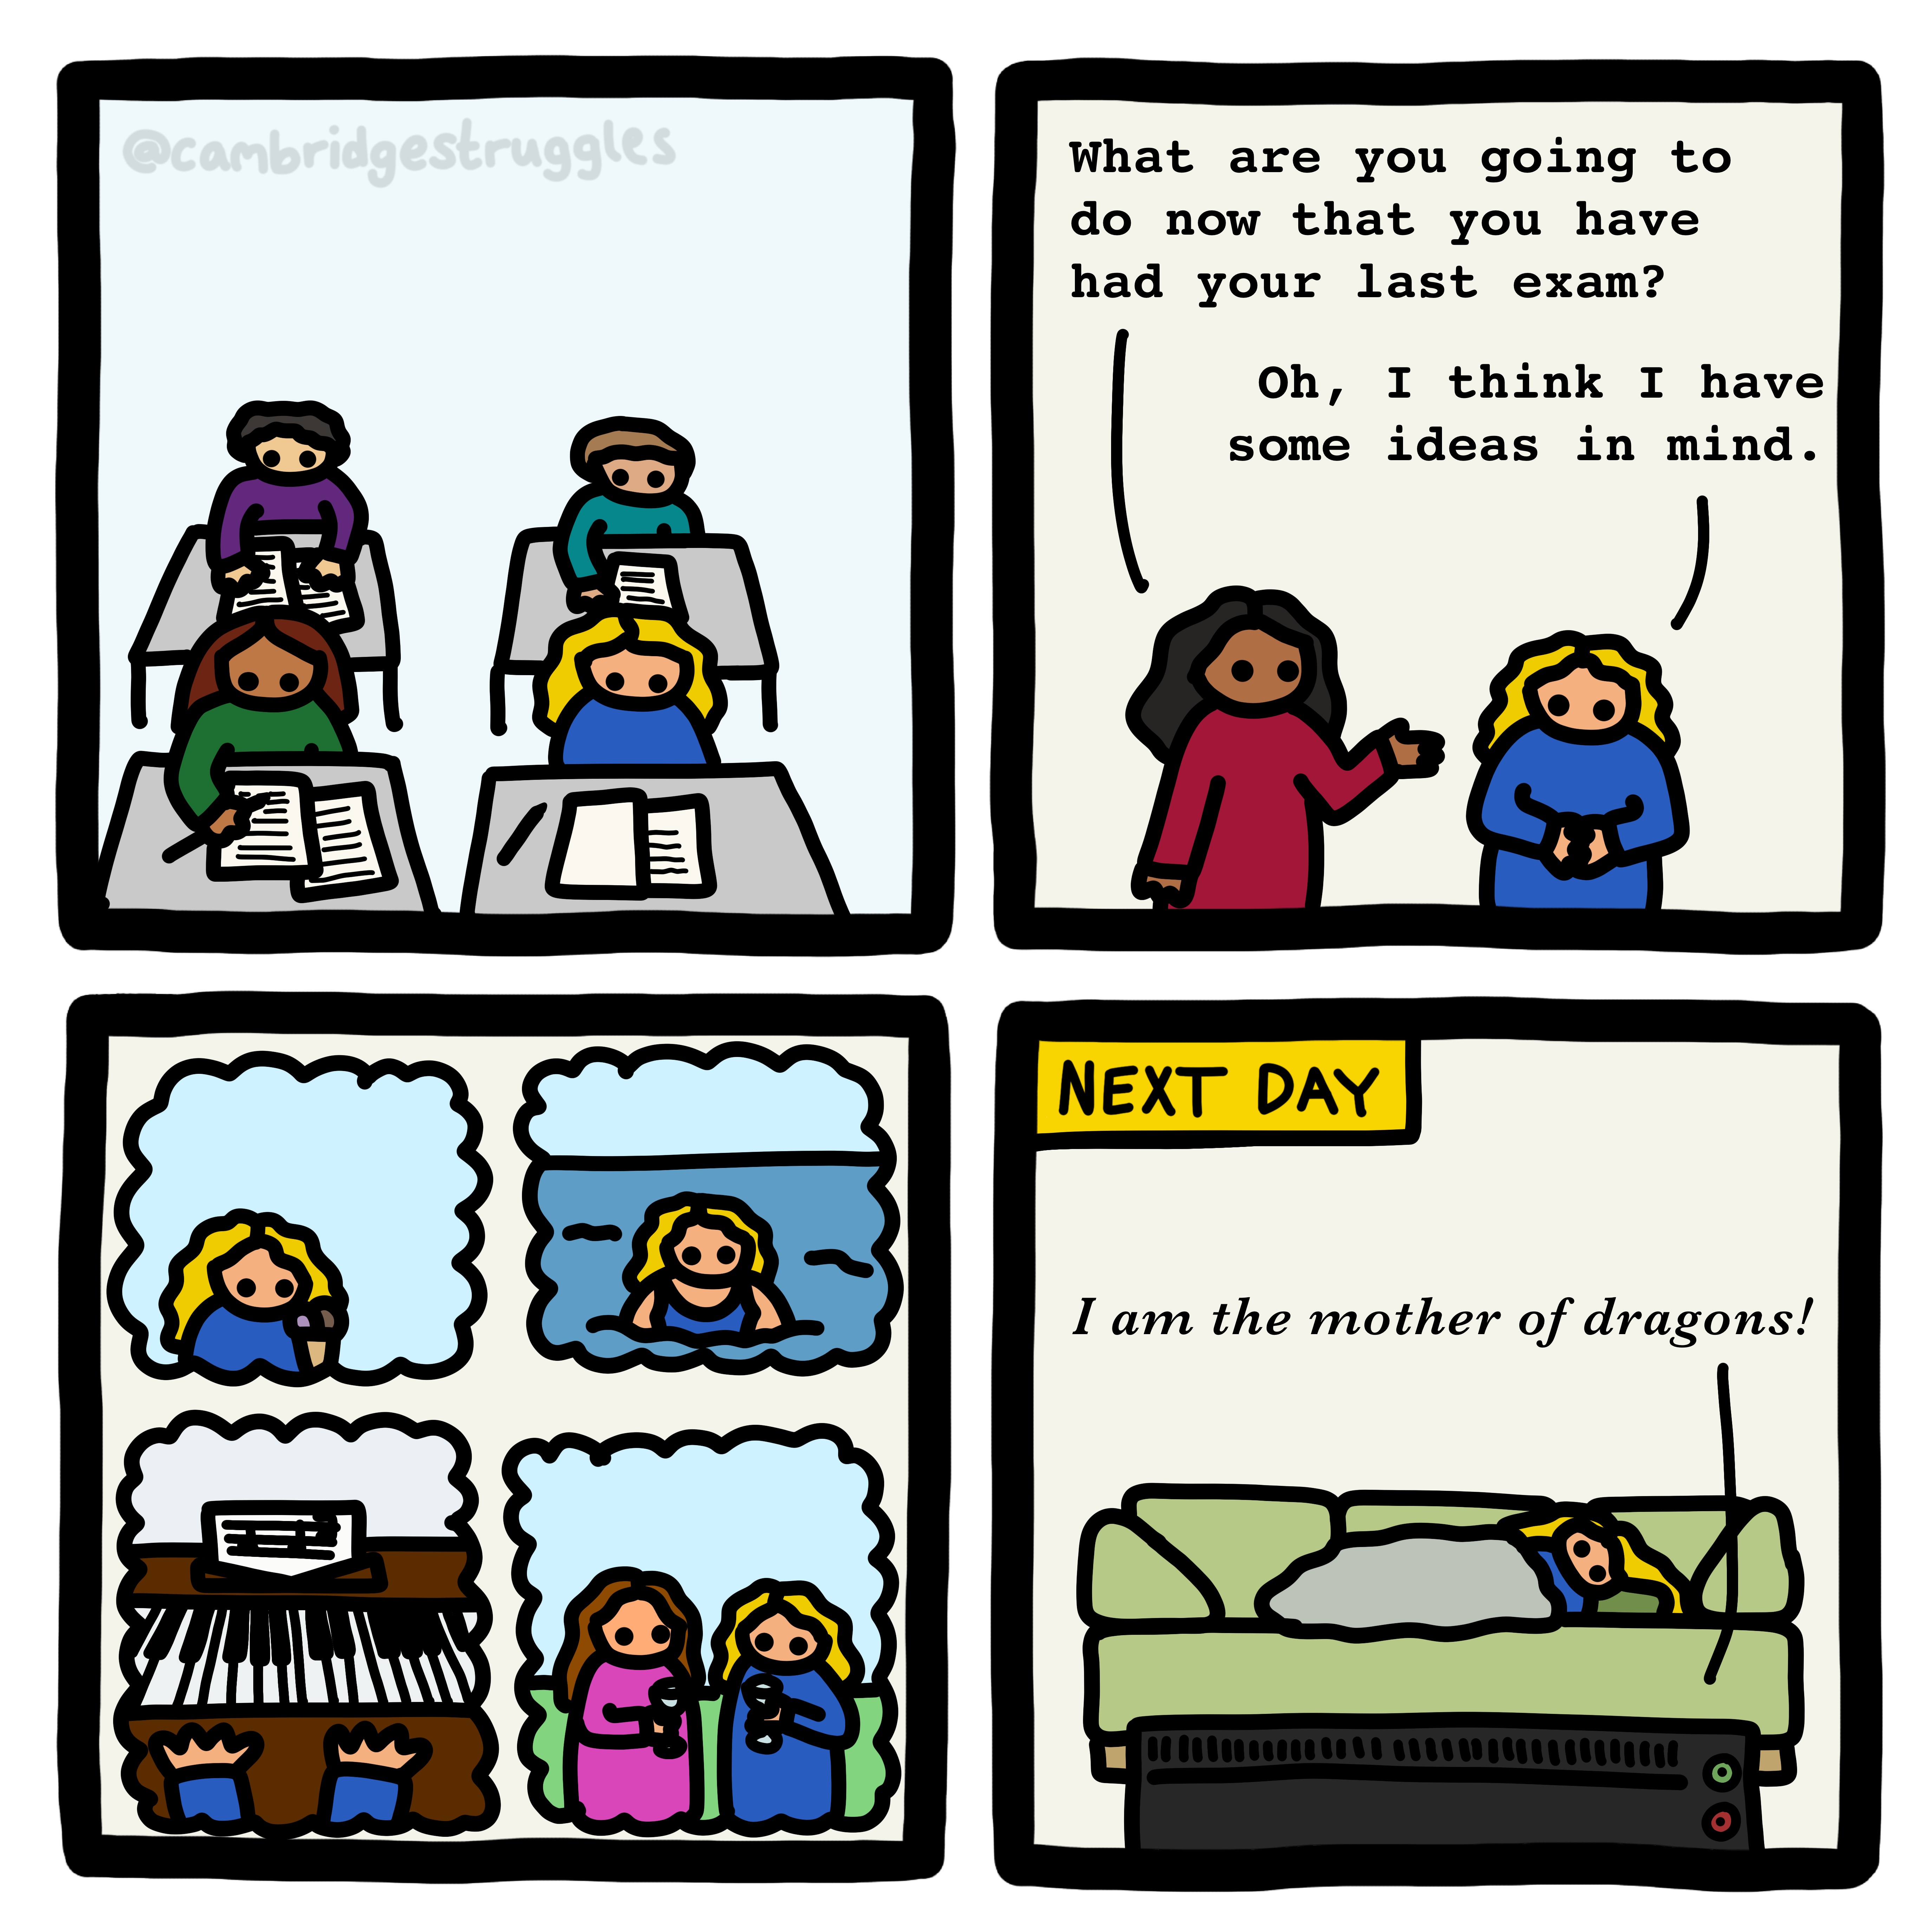 @cambridgestruggles
What are you going to
do now that you have
had your last exam?
Oh, I think I have
some ideas in mind.
NEXT DAY
I am the mother of dragons!